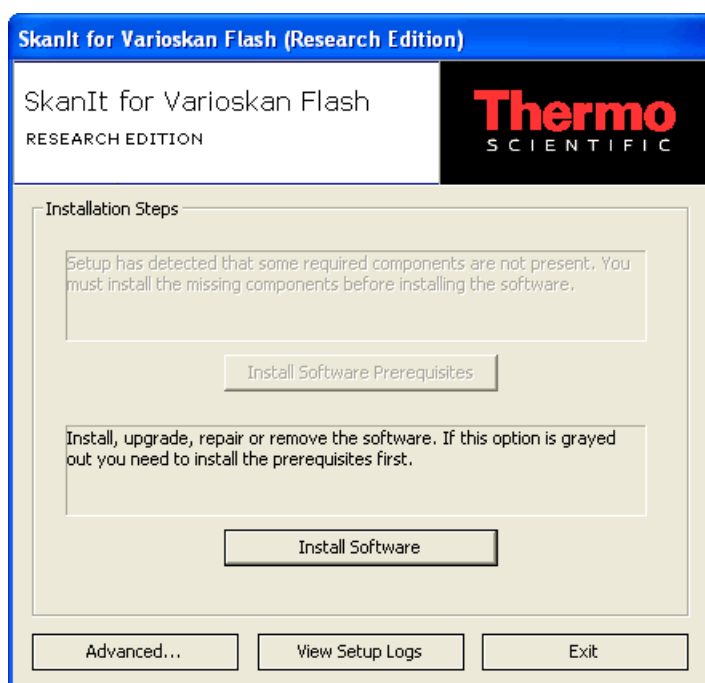 SkanIt for Varioskan Flash (Research Edition)
SkanIt for Varioskan Flash
RESEARCH EDITION
Thermo
SCIENTIFIC
Installation Steps
Setup has detected that some required components are not present. You
must install the missing components before installing the software.
Install Software Prerequisites
Install, upgrade, repair or remove the software. If this option is grayed
out you need to install the prerequisites first.
Install Software
Advanced...
View Setup Logs
Exit